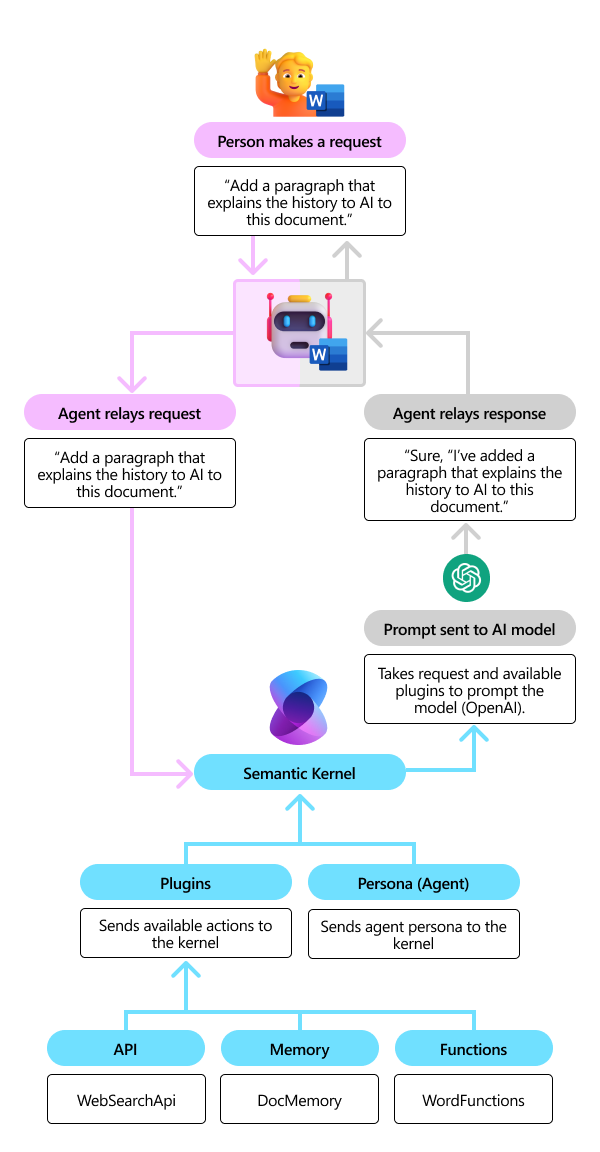 W
Person makes a request
“Add a paragraph that
explains the history to AI to
this document.”
W
Agent relays request
“Add a paragraph that
explains the history to AI to
this document.”
Agent relays response
“Sure, “I’ve added a
paragraph that explains the
history to AI to this
document.”
Prompt sent to AI model
Takes request and available
plugins to prompt the
model (OpenAI).
Semantic Kernel
Plugins
Sends available actions to
the kernel
Persona (Agent)
Sends agent persona to the
kernel
API
WebSearchApi
Memory
DocMemory
Functions
WordFunctions